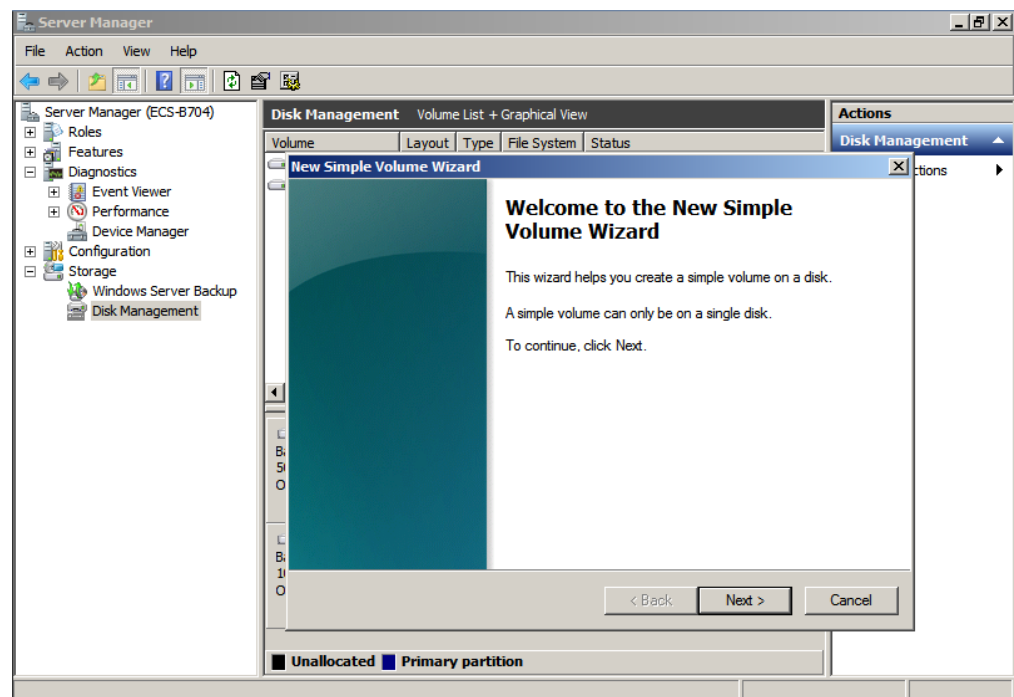 Server Manager
File Action View Help
Server Manager (ECS-B704)
Roles
Features
Diagnostics
Event Viewer
Performance
Device Manager
Configuration
Storage
Windows Server Backup
Disk Management
Disk Management Volume List + Graphical View
Volume Layout Type File System Status
New Simple Volume Wizard
Welcome to the New Simple
Volume Wizard
This wizard helps you create a simple volume on a disk.
A simple volume can only be on a single disk.
To continue, click Next.
< Back Next > Cancel
Unallocated Primary partition
Actions
Disk Management